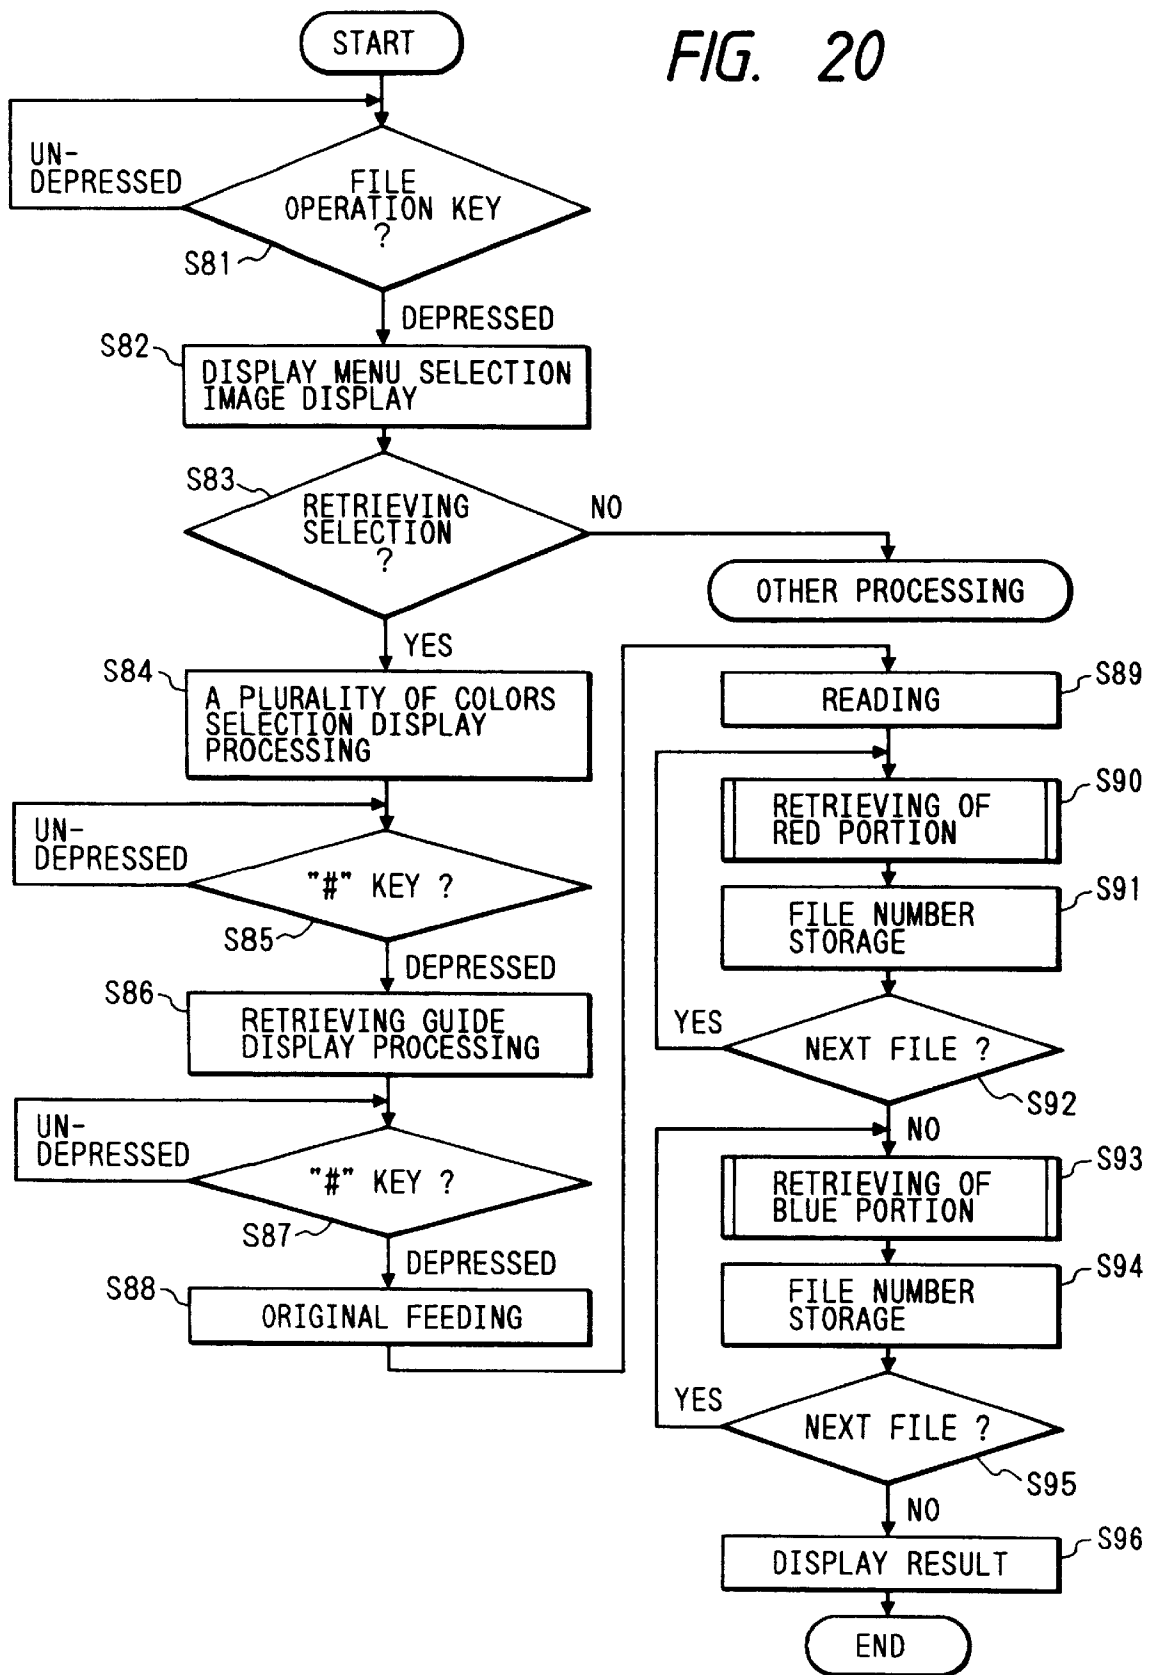 FIG. 20
START
UN-
DEPRESSED
FILE
OPERATION KEY
?
S81
DEPRESSED
S82
DISPLAY MENU SELECTION
IMAGE DISPLAY
S83
RETRIEVING
SELECTION
?
NO
OTHER PROCESSING
YES
S84
A PLURALITY OF COLORS
SELECTION DISPLAY
PROCESSING
UN-
DEPRESSED
"#" KEY ?
S85
DEPRESSED
S86
RETRIEVING GUIDE
DISPLAY PROCESSING
UN-
DEPRESSED
"#" KEY ?
S87
DEPRESSED
S88
ORIGINAL FEEDING
S89
READING
S90
RETRIEVING OF
RED PORTION
S91
FILE NUMBER
STORAGE
YES
NEXT FILE ?
S92
NO
S93
RETRIEVING OF
BLUE PORTION
S94
FILE NUMBER
STORAGE
YES
NEXT FILE ?
S95
NO
S96
DISPLAY RESULT
END